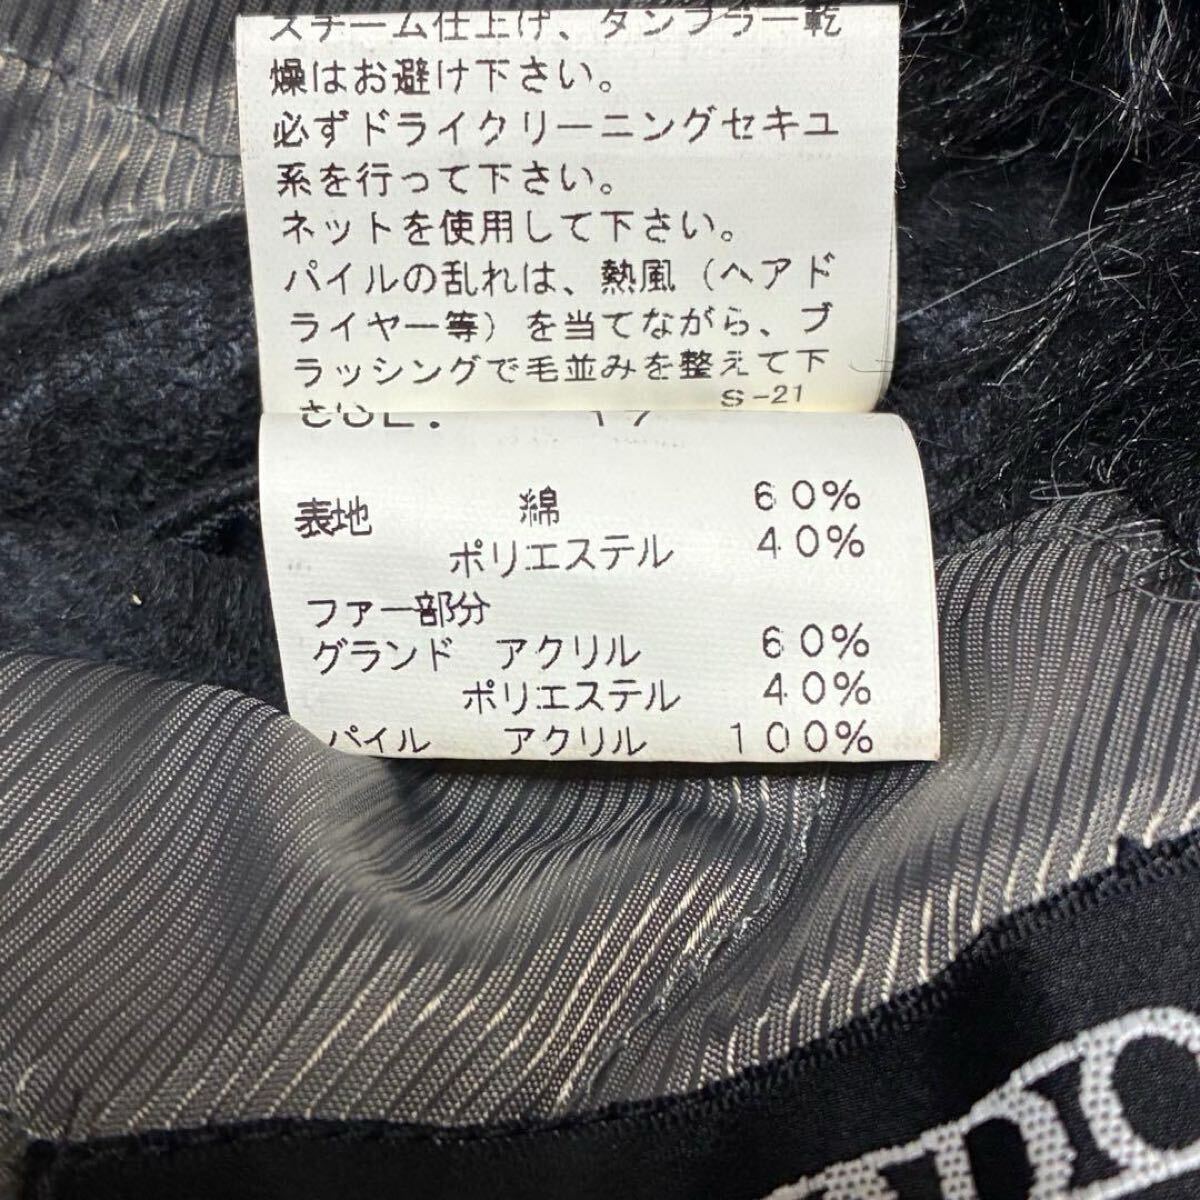 スチーム仕上げ、タンブラー乾
燥はお避け下さい。
必ずドライクリーニングセキユ
系を行って下さい。
ネットを使用して下さい。
パイルの乱れは、熱風（ヘアド
ライヤー等）を当てながら、ブ
ラッシングで毛並みを整えて下
S-21
表地 綿 60%
ポリエステル 40%
ファー部分
グランド アクリル 60%
ポリエステル 40%
パイル アクリル 100%